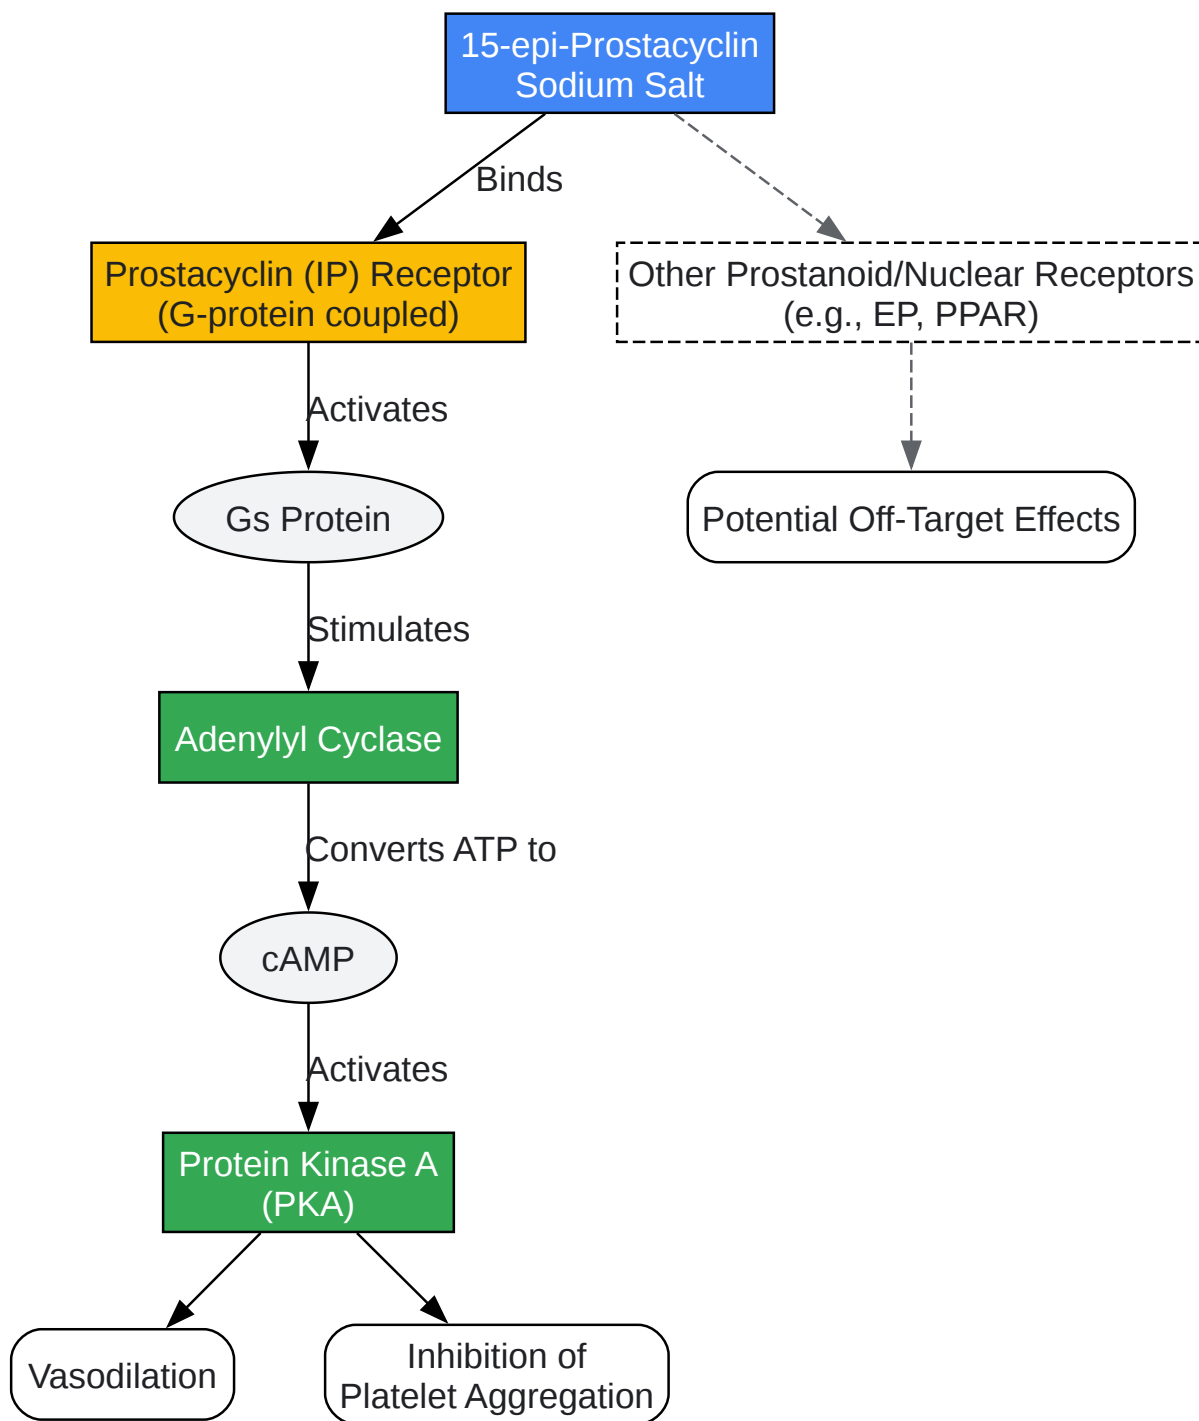 15-epi-Prostacyclin
Sodium Salt
Binds
Prostacyclin (IP) Receptor
(G-protein coupled)
Other Prostanoid/Nuclear Receptors
(e.g., EP, PPAR)
Activates
Gs Protein
Potential Off-Target Effects
Stimulates
Adenylyl Cyclase
Converts ATP to
cAMP
Activates
Protein Kinase A
(PKA)
Vasodilation
Inhibition of
Platelet Aggregation